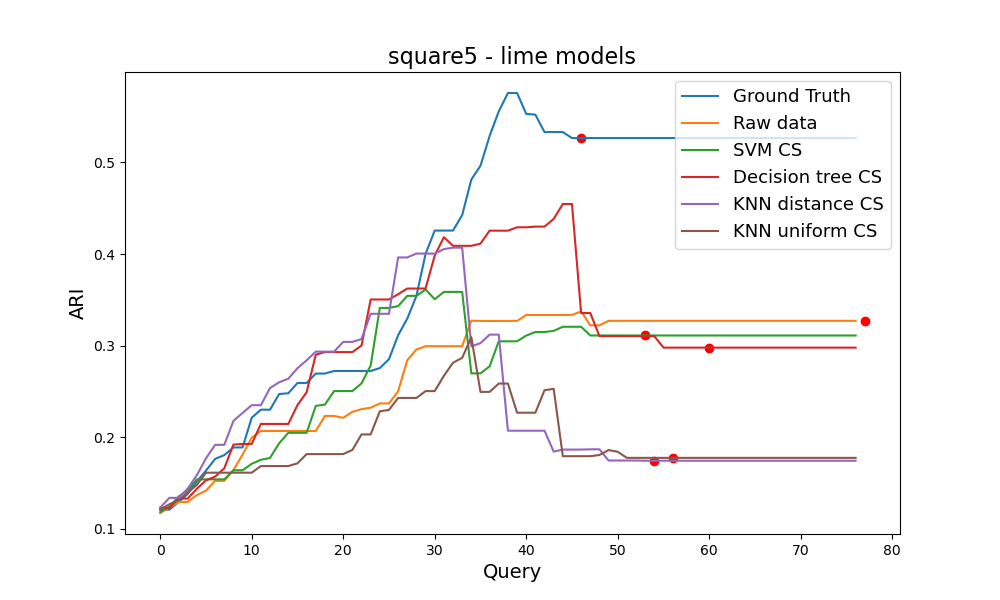 square5 - lime models
Ground Truth
Raw data
SVM CS
Decision tree CS
KNN distance CS
KNN uniform CS
ARI
0.5
0.4
0.3
0.2
0.1
0 10 20 30 40 50 60 70 80
Query